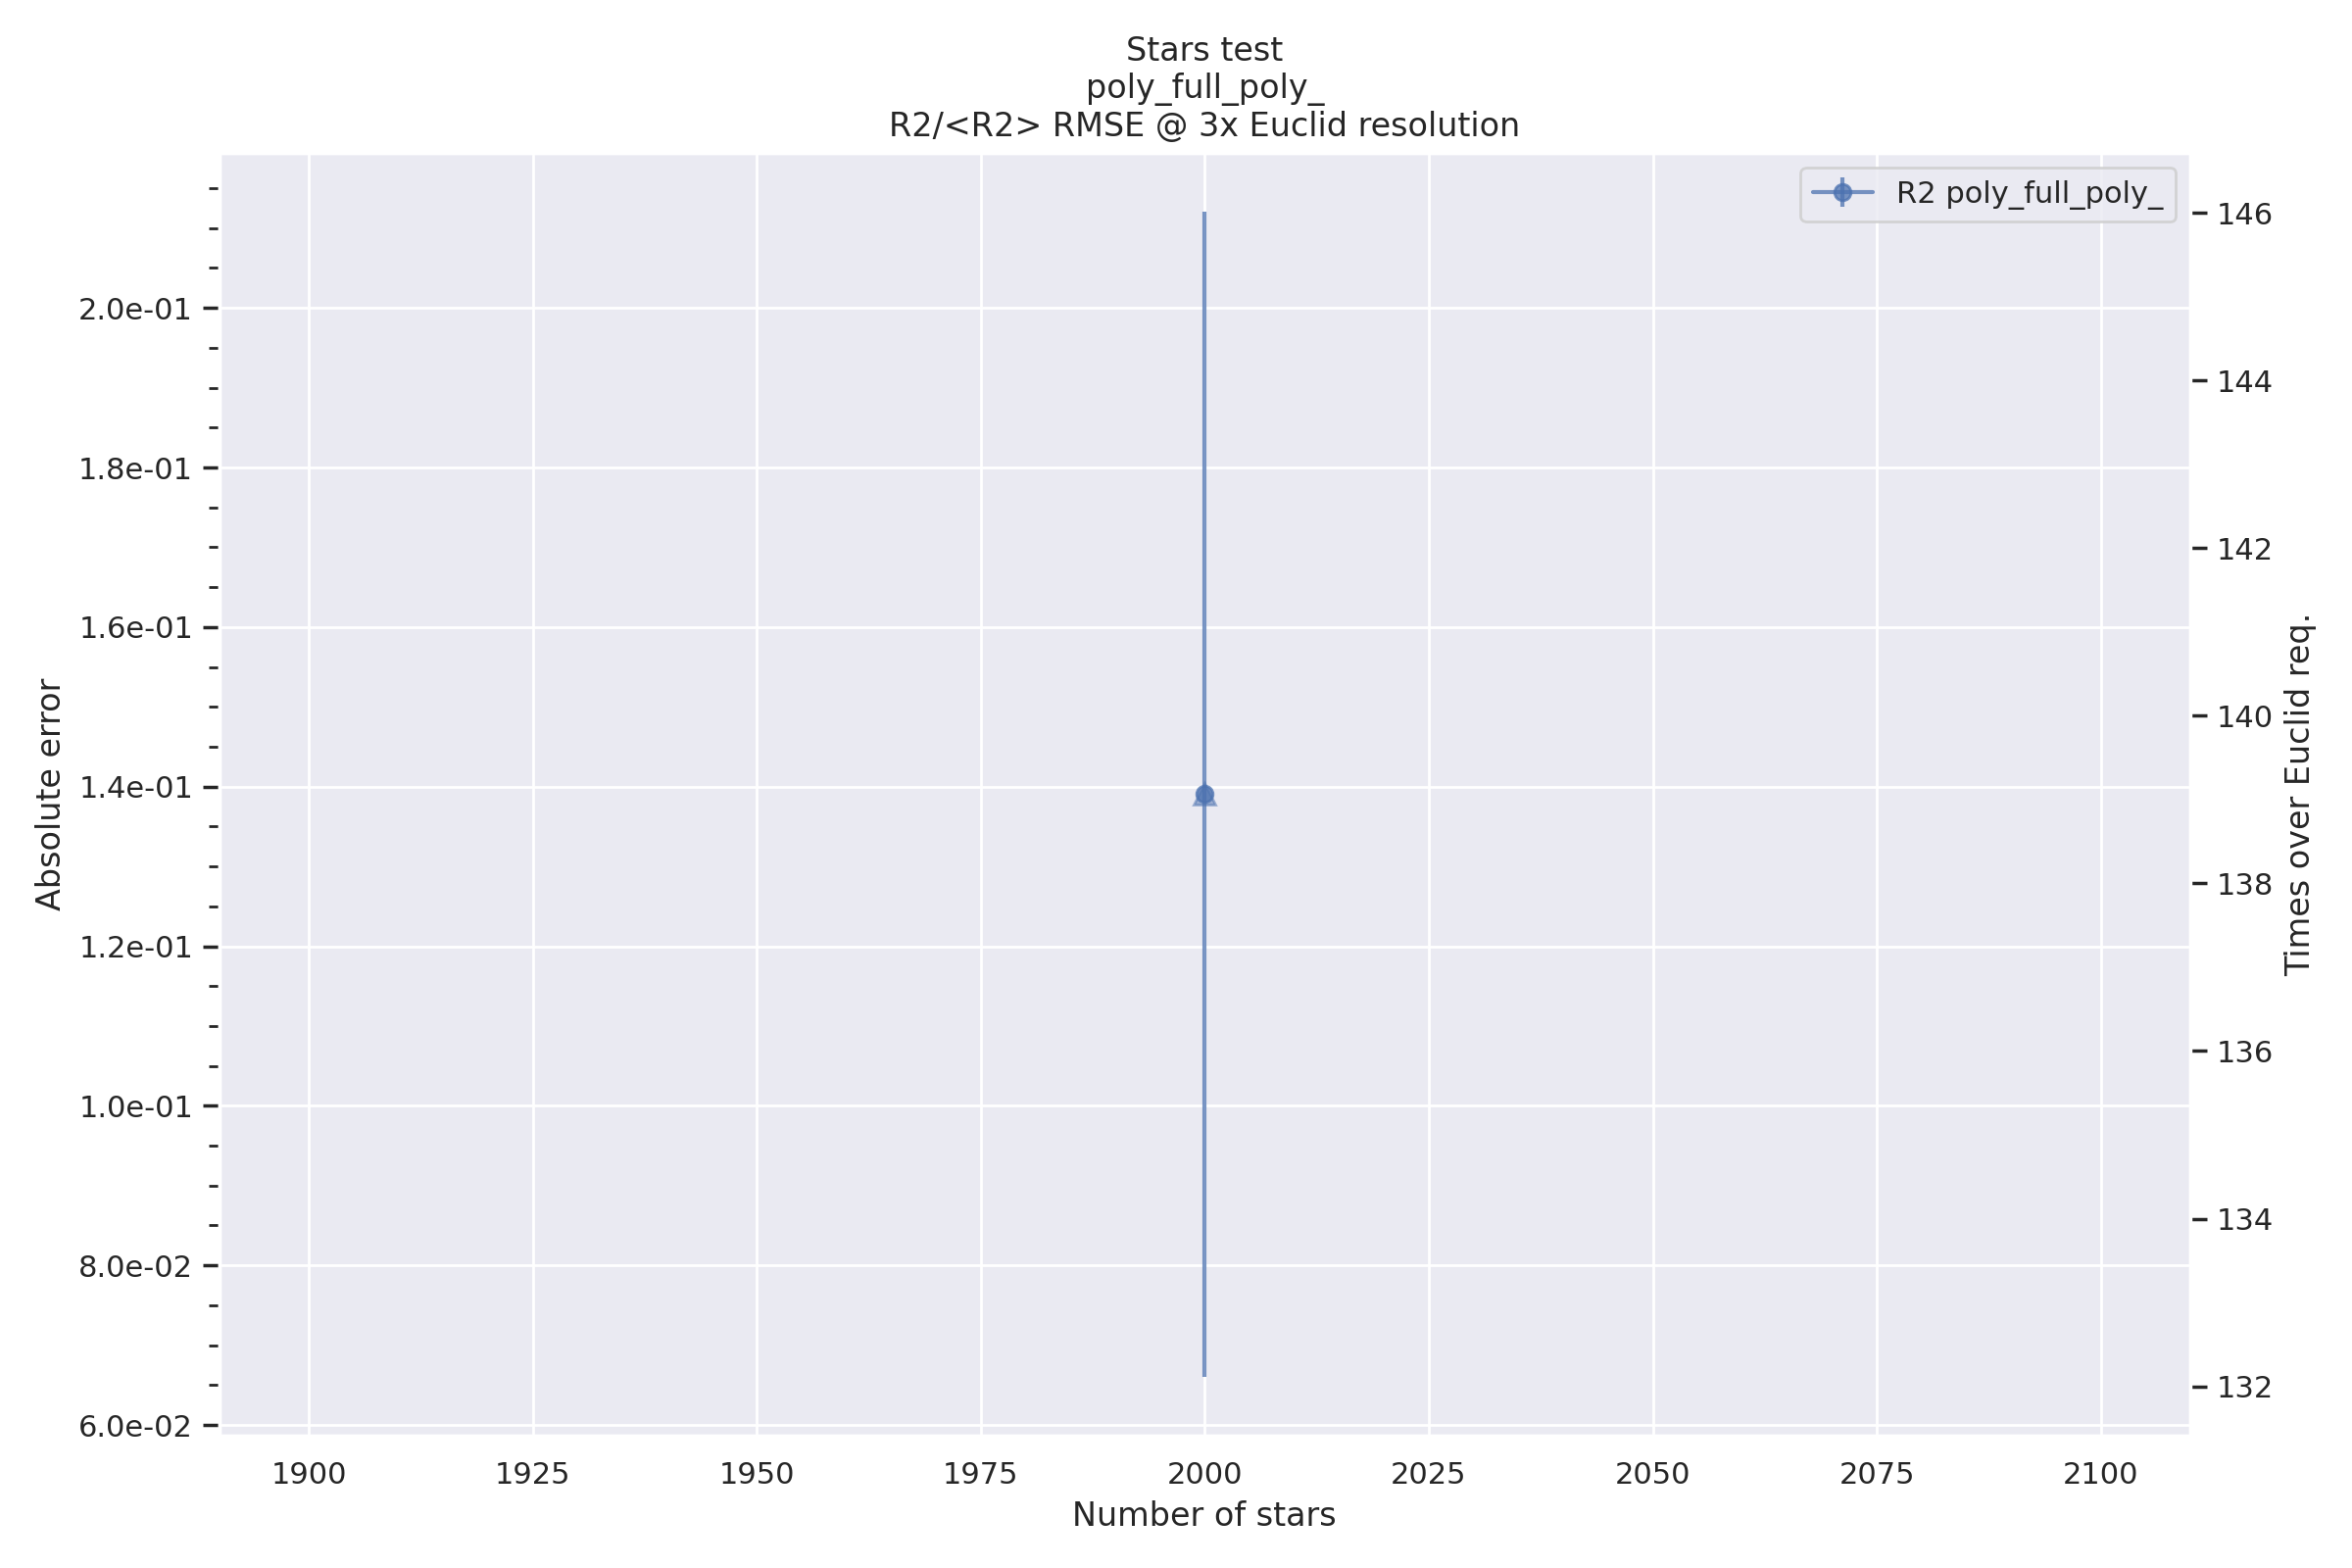 Stars test
poly_full_poly_
R2/<R2> RMSE @ 3x Euclid resolution
R2 poly_full_poly_
Absolute error
2.0e-01
1.8e-01
1.6e-01
1.4e-01
1.2e-01
1.0e-01
8.0e-02
6.0e-02
146
144
142
140
138
136
134
132
Times over Euclid req.
1900 1925 1950 1975 2000 2025 2050 2075 2100
Number of stars